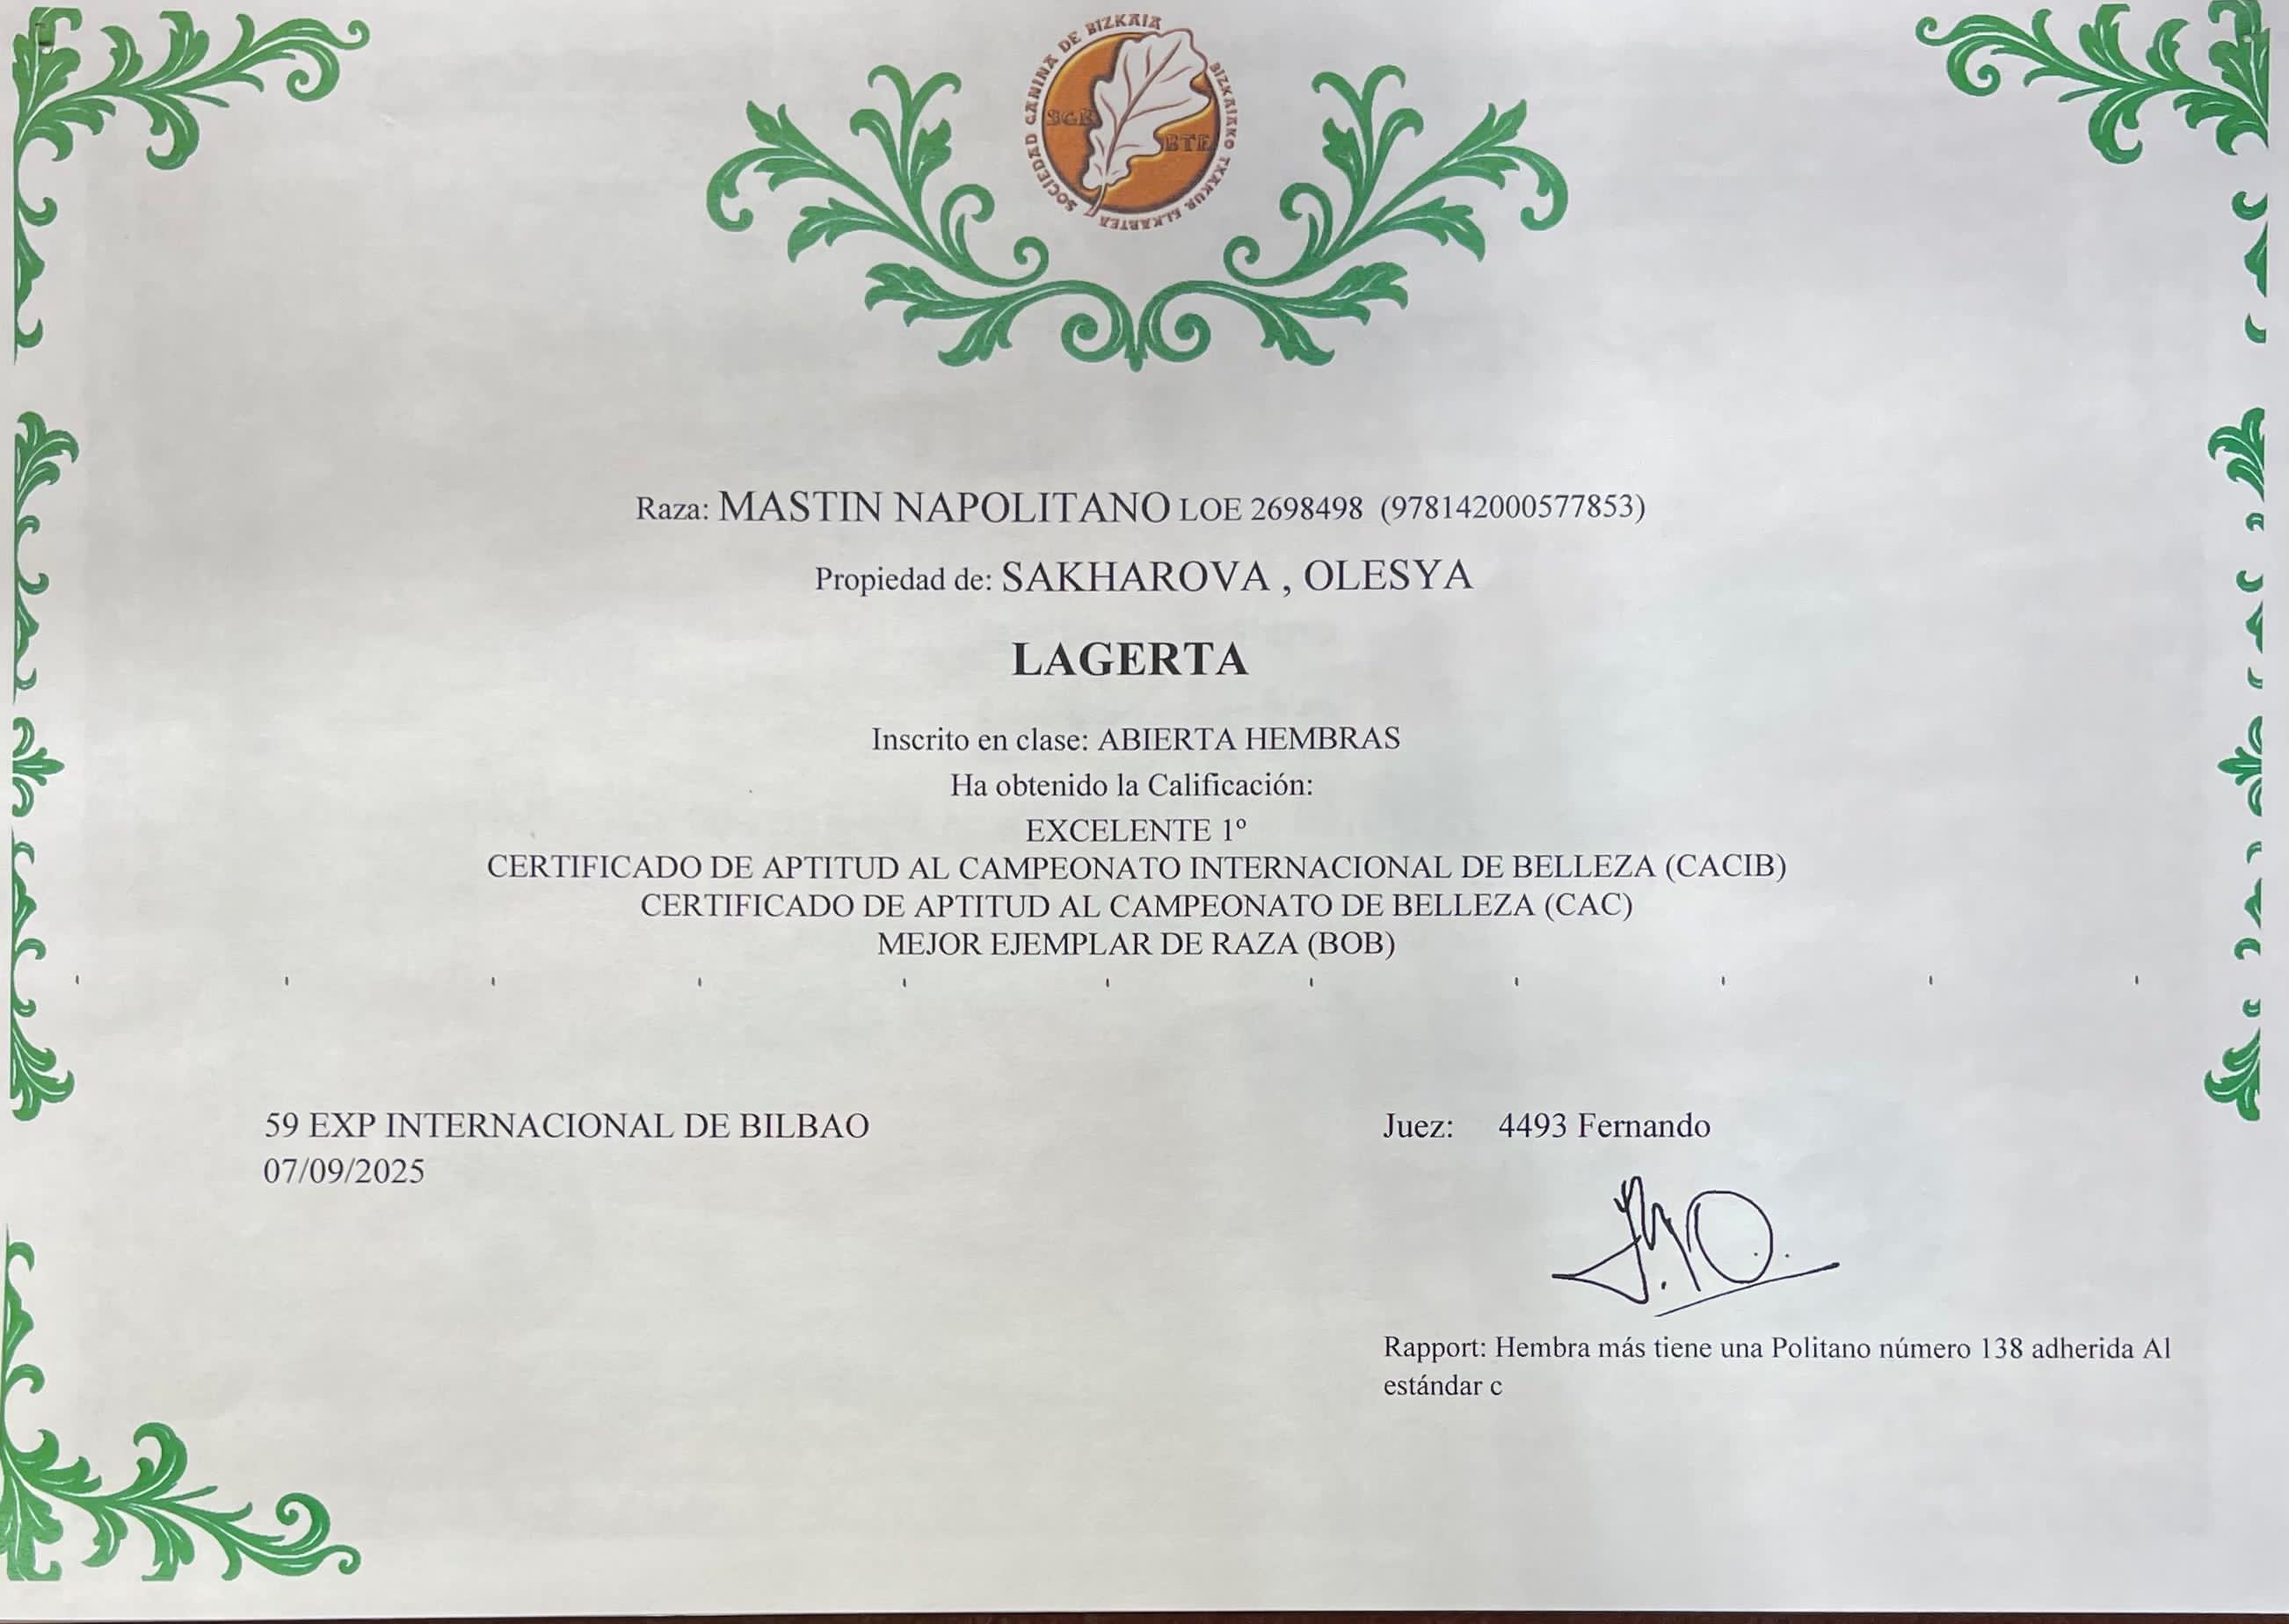 SOCIEDAD CANINA DE BIZKAIA
BIZKAIAKO TXAKUR ELKARTEA
SCB
BTE
Raza: MASTIN NAPOLITANO LOE 2698498 (978142000577853)
Propiedad de: SAKHAROVA , OLESYA
LAGERTA
Inscrito en clase: ABIERTA HEMBRAS
Ha obtenido la Calificación:
EXCELENTE 1º
CERTIFICADO DE APTITUD AL CAMPEONATO INTERNACIONAL DE BELLEZA (CACIB)
CERTIFICADO DE APTITUD AL CAMPEONATO DE BELLEZA (CAC)
MEJOR EJEMPLAR DE RAZA (BOB)
59 EXP INTERNACIONAL DE BILBAO
07/09/2025
Juez: 4493 Fernando
Rapport: Hembra más tiene una Politano número 138 adherida Al
estándar c